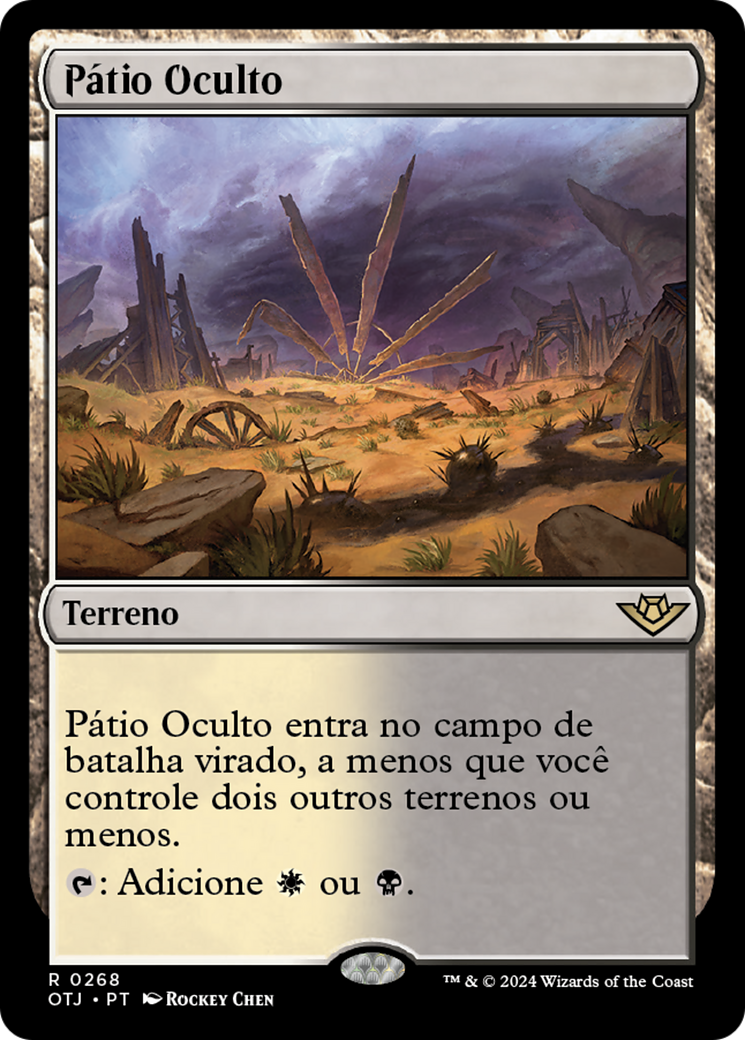 Pátio Oculto
Terreno
Pátio Oculto entra no campo de
batalha virado, a menos que você
controle dois outros terrenos ou
menos.
: Adicione ou .
R 0268
OTJ • PT Rockey Chen
™ & © 2024 Wizards of the Coast